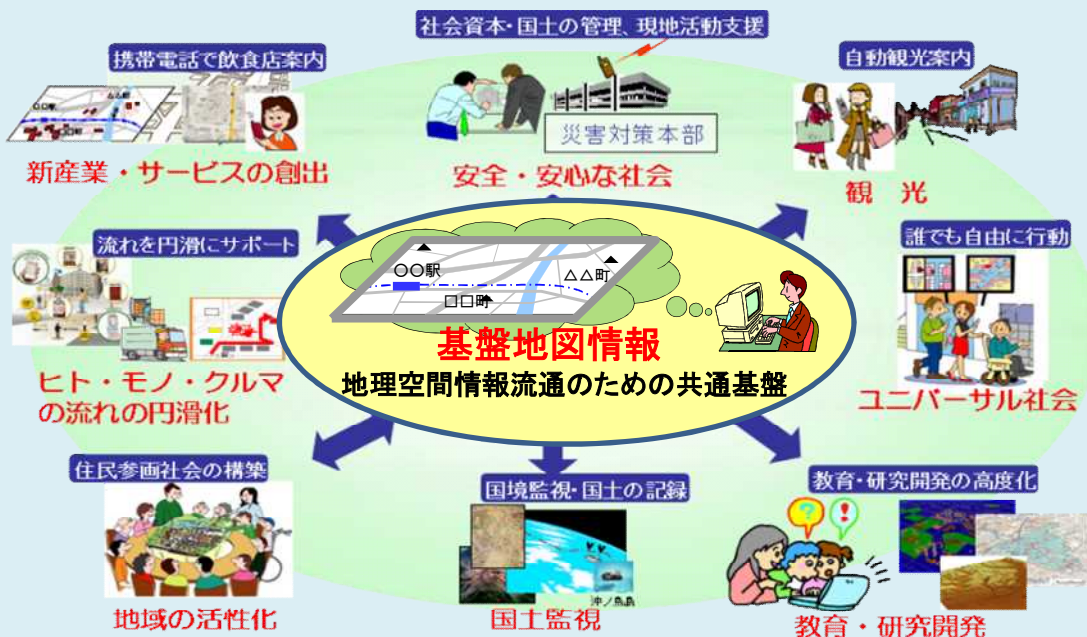 社会資本・国土の管理、現地活動支援
携帯電話で飲食店案内
自動観光案内
〇〇町
△△町
□□町
災害対策本部
新産業・サービスの創出
安全・安心な社会
観 光
流れを円滑にサポート
誰でも自由に行動
〇〇駅
△△町
□□町
基盤地図情報
地理空間情報流通のための共通基盤
ヒト・モノ・クルマ
の流れの円滑化
ユニバーサル社会
住民参画社会の構築
国境監視・国土の記録
教育・研究開発の高度化
?
!
沖ノ鳥島
地域の活性化
国土監視
教育・研究開発